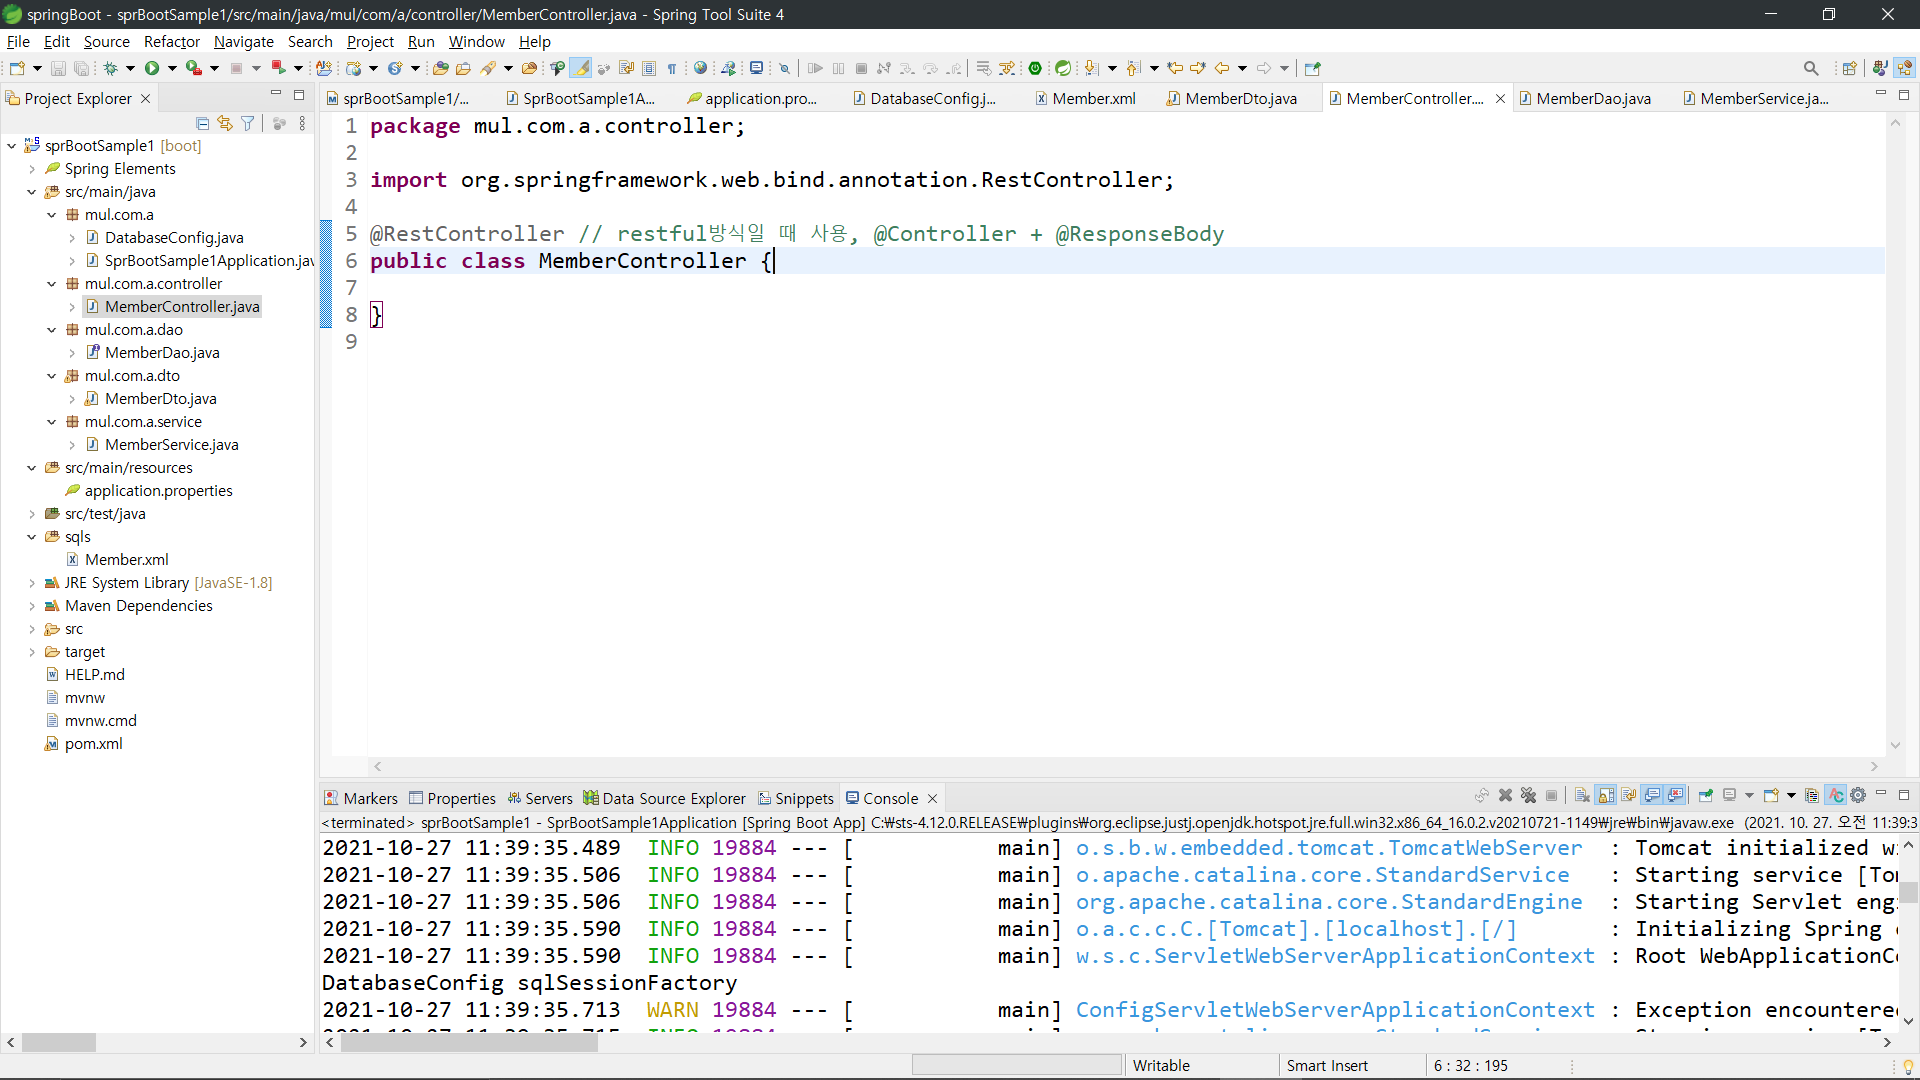 springBoot - sprBootSample1/src/main/java/mul/com/a/controller/MemberController.java - Spring Tool Suite 4
File Edit Source Refactor Navigate Search Project Run Window Help
Project Explorer
sprBootSample1 [boot]
Spring Elements
src/main/java
mul.com.a
DatabaseConfig.java
SprBootSample1Application.jav
mul.com.a.controller
MemberController.java
mul.com.a.dao
MemberDao.java
mul.com.a.dto
MemberDto.java
mul.com.a.service
MemberService.java
src/main/resources
application.properties
src/test/java
sqls
Member.xml
JRE System Library [JavaSE-1.8]
Maven Dependencies
src
target
HELP.md
mvnw
mvnw.cmd
pom.xml
sprBootSample1/... SprBootSample1A... application.pro... DatabaseConfig.j... Member.xml MemberDto.java MemberController.... MemberDao.java MemberService.ja...
1 package mul.com.a.controller;
2
3 import org.springframework.web.bind.annotation.RestController;
4
5 @RestController // restful방식일 때 사용, @Controller + @ResponseBody
6 public class MemberController {
7
8 }
9
Markers Properties Servers Data Source Explorer Snippets Console
<terminated> sprBootSample1 - SprBootSample1Application [Spring Boot App] C:₩sts-4.12.0.RELEASE₩plugins₩org.eclipse.justj.openjdk.hotspot.jre.full.win32.x86_64_16.0.2.v20210721-1149₩jre₩bin₩javaw.exe (2021. 10. 27. 오전 11:39:3
2021-10-27 11:39:35.489 INFO 19884 --- [ main] o.s.b.w.embedded.tomcat.TomcatWebServer : Tomcat initialized wi
2021-10-27 11:39:35.506 INFO 19884 --- [ main] o.apache.catalina.core.StandardService : Starting service [Tom
2021-10-27 11:39:35.506 INFO 19884 --- [ main] org.apache.catalina.core.StandardEngine : Starting Servlet engi
2021-10-27 11:39:35.590 INFO 19884 --- [ main] o.a.c.c.C.[Tomcat].[localhost].[/] : Initializing Spring e
2021-10-27 11:39:35.590 INFO 19884 --- [ main] w.s.c.ServletWebServerApplicationContext : Root WebApplicationCo
DatabaseConfig sqlSessionFactory
2021-10-27 11:39:35.713 WARN 19884 --- [ main] ConfigServletWebServerApplicationContext : Exception encountered
Writable Smart Insert 6 : 32 : 195